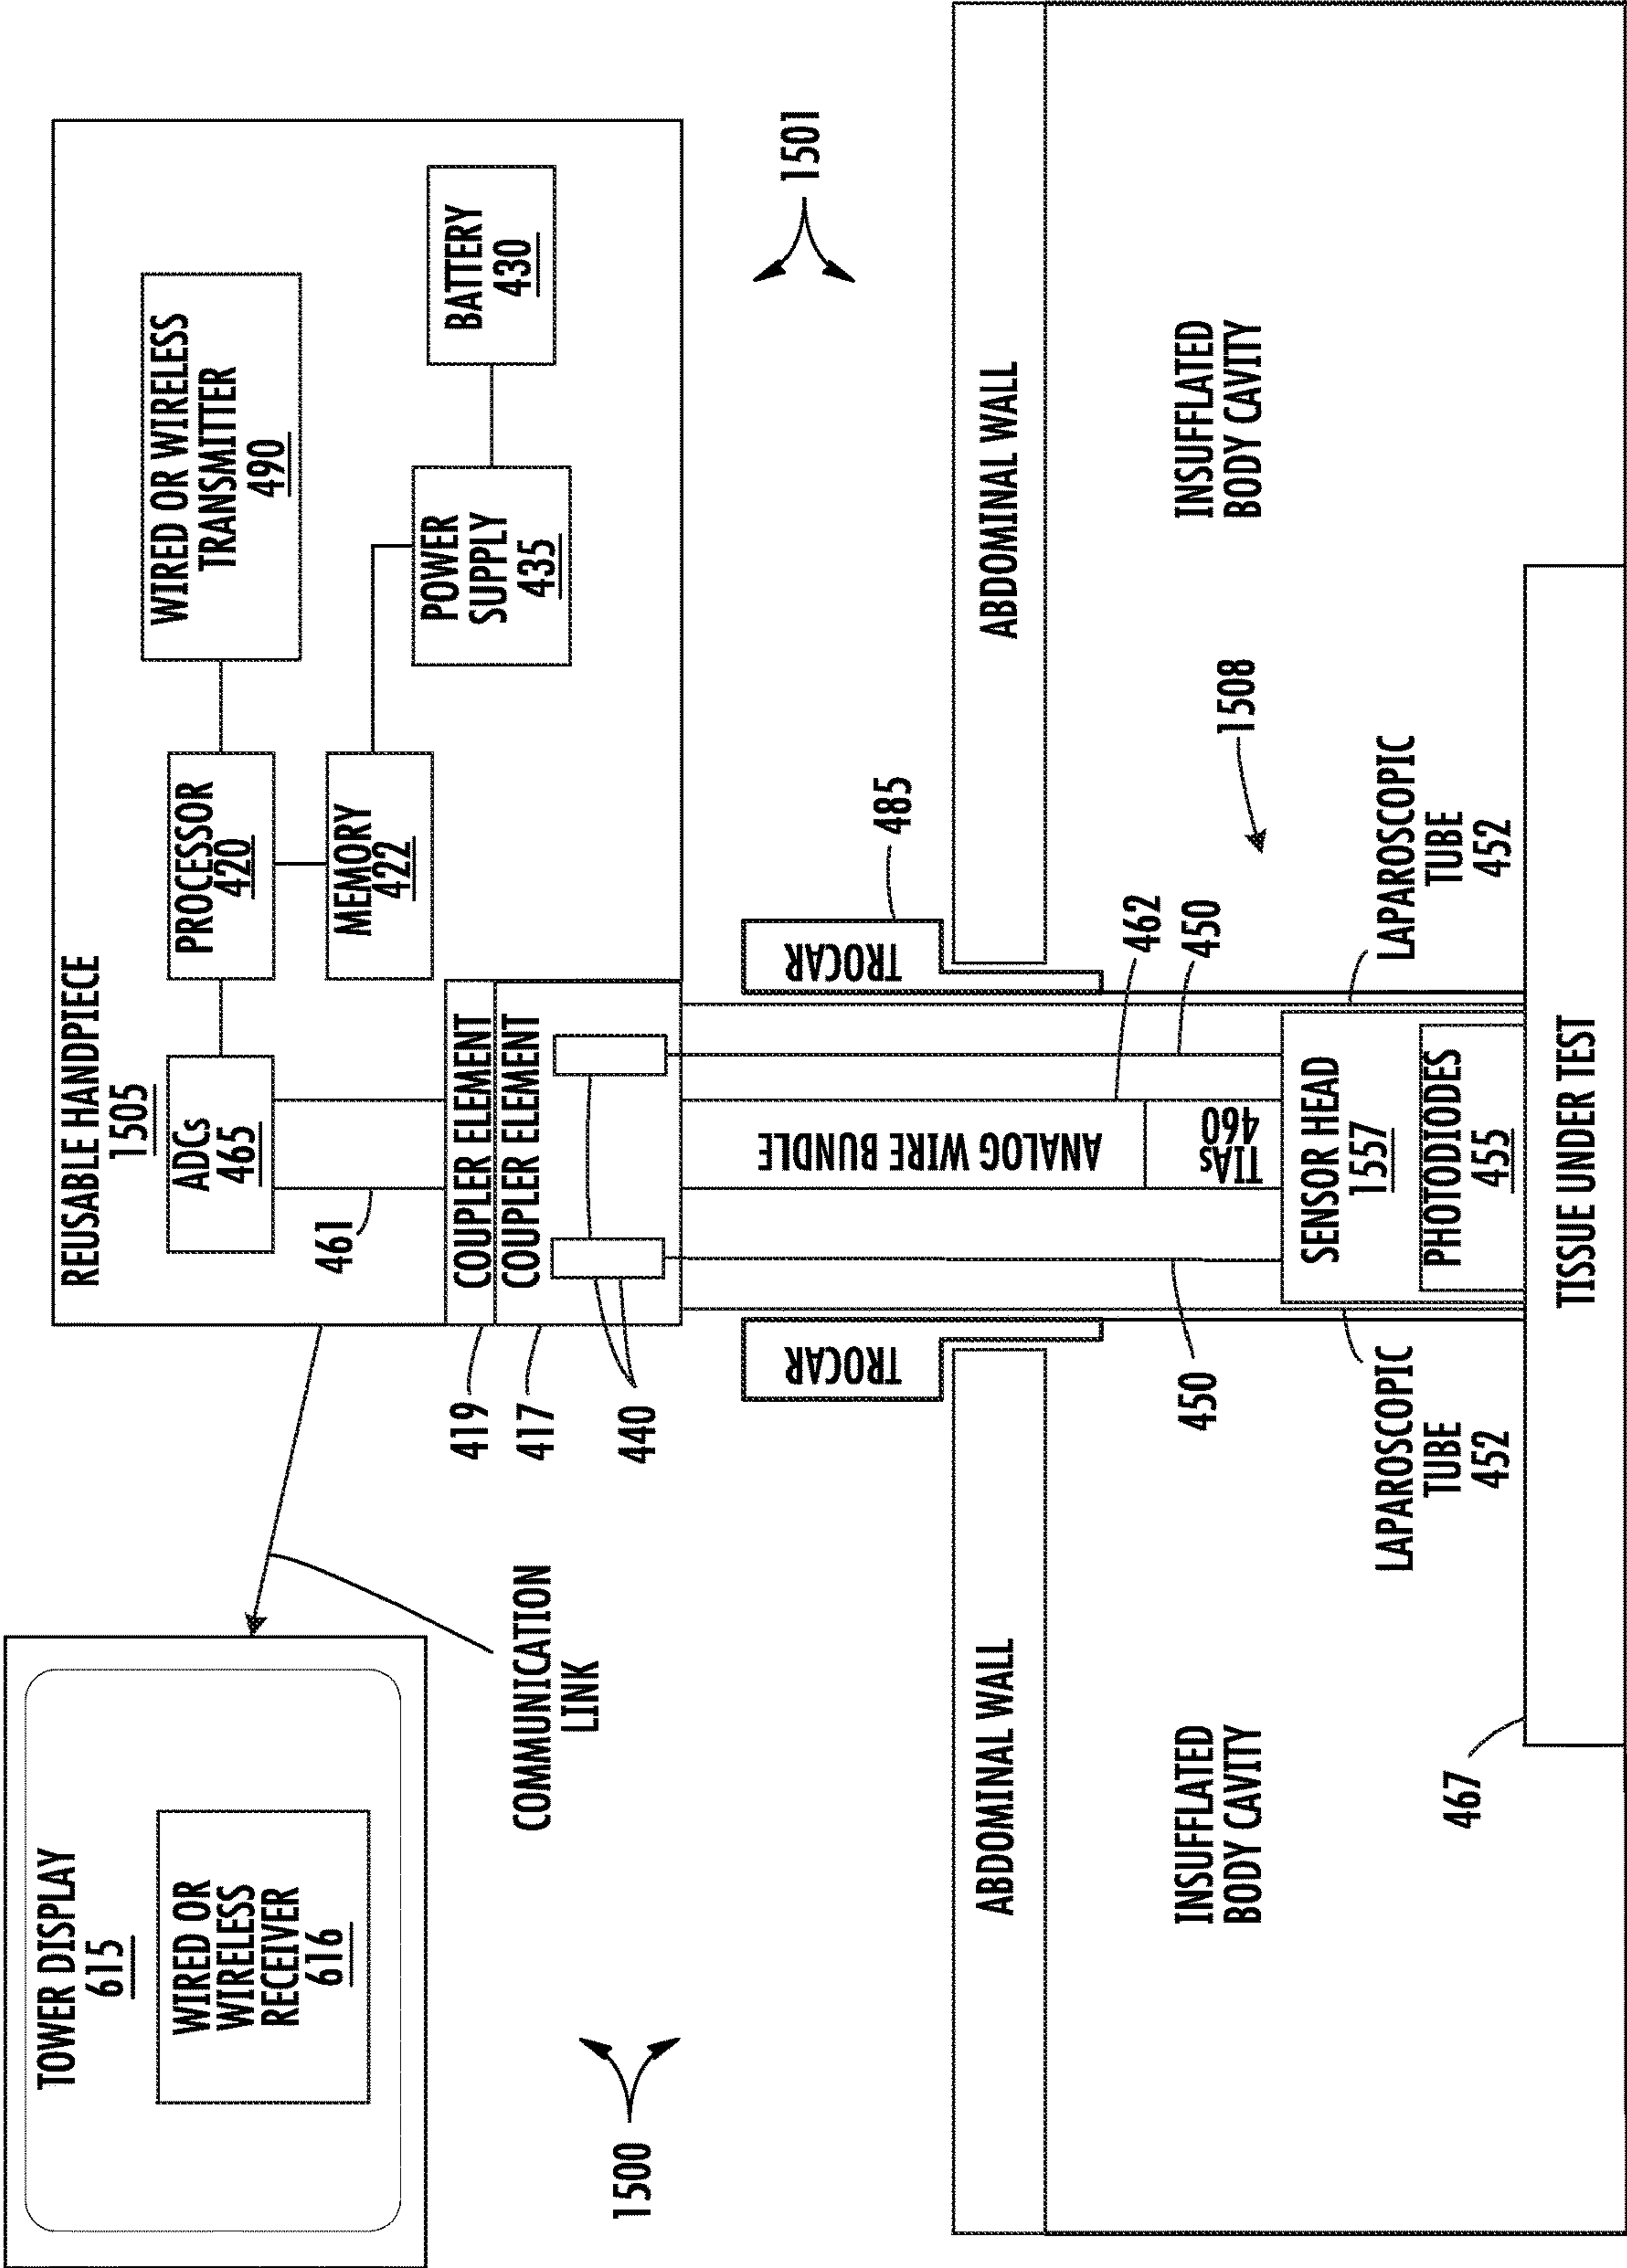 TOWER DISPLAY
615
WIRED OR
WIRELESS
RECEIVER
616
COMMUNICATION
LINK
1500
REUSABLE HANDPIECE
1505
ADCs
465
PROCESSOR
420
WIRED OR WIRELESS
TRANSMITTER
490
MEMORY
422
POWER
SUPPLY
435
BATTERY
430
461
COUPLER ELEMENT
COUPLER ELEMENT
419
417
440
1501
TROCAR
TROCAR
485
ABDOMINAL WALL
ABDOMINAL WALL
ANALOG WIRE BUNDLE
462
450
450
TIAs
460
1508
INSUFFLATED
BODY CAVITY
INSUFFLATED
BODY CAVITY
SENSOR HEAD
1557
PHOTODIODES
455
LAPAROSCOPIC
TUBE
452
LAPAROSCOPIC
TUBE
452
467
TISSUE UNDER TEST